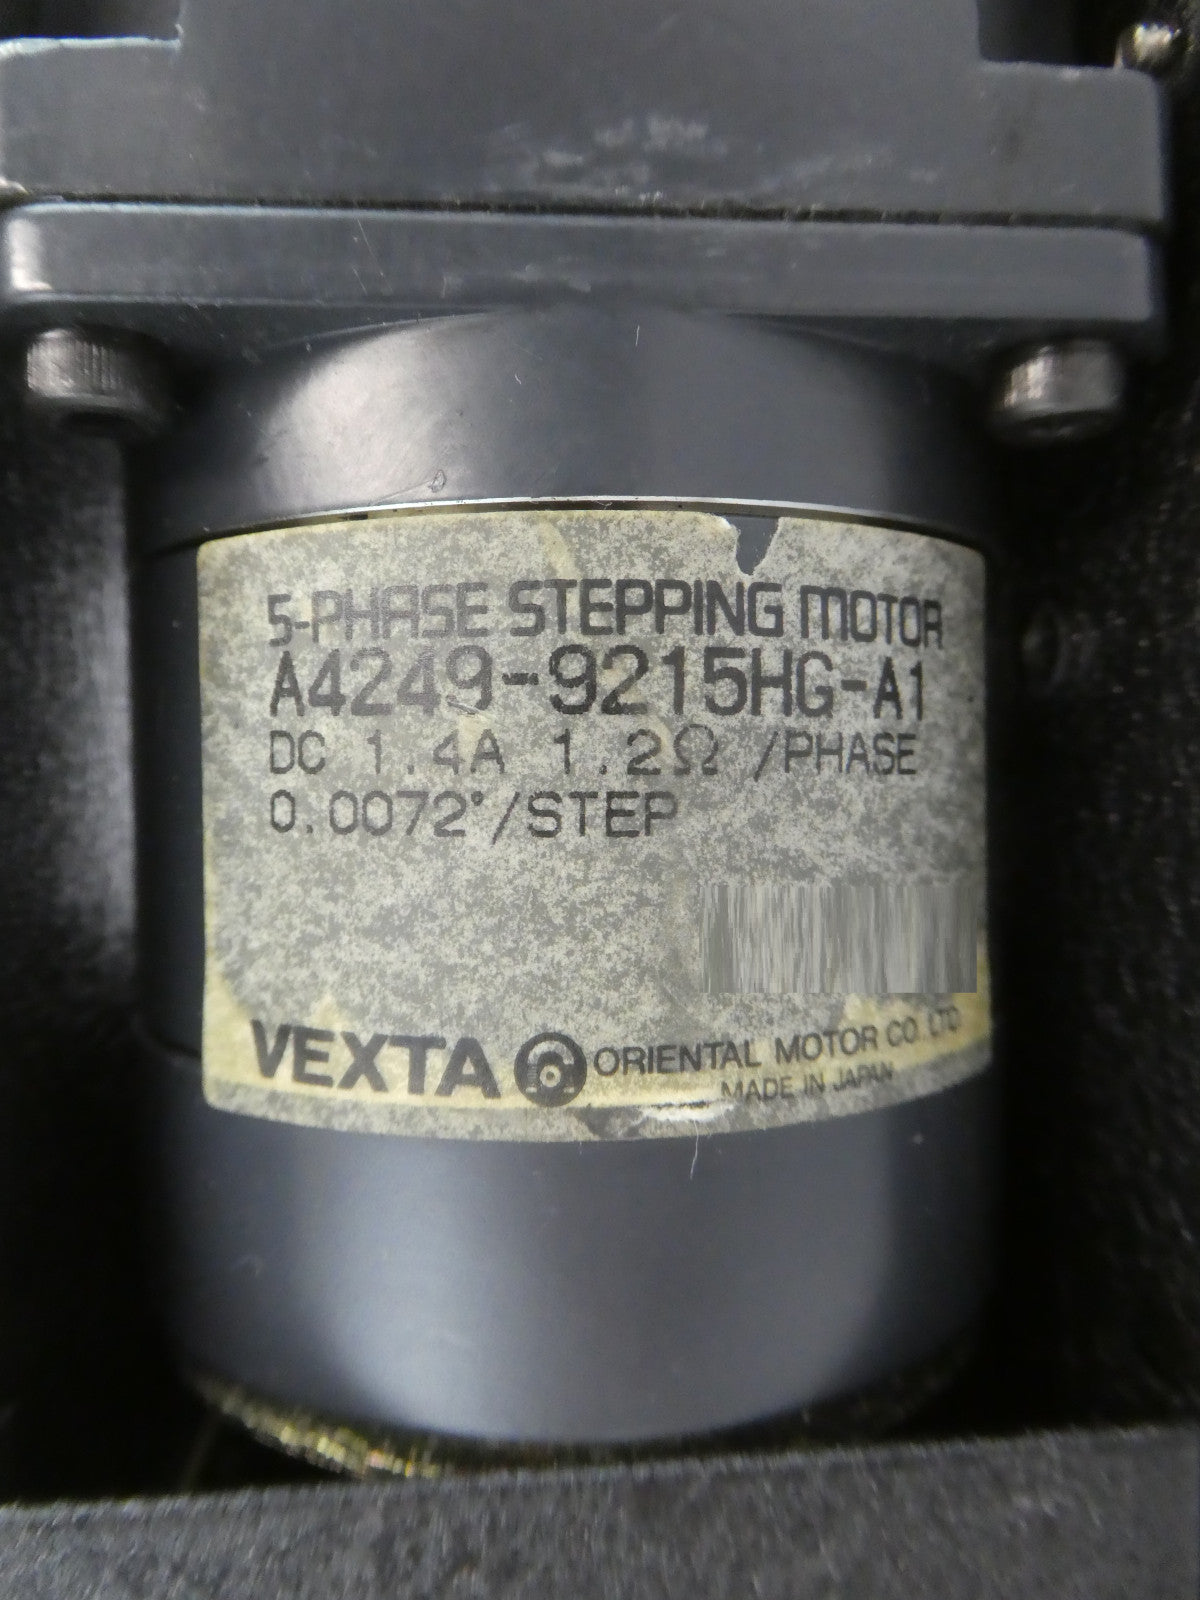 5-PHASE STEPPING MOTOR
A4249-9215HG-A1
DC 1.4A 1.2Ω /PHASE
0.0072°/STEP
VEXTA ORIENTAL MOTOR CO. LTD
MADE IN JAPAN